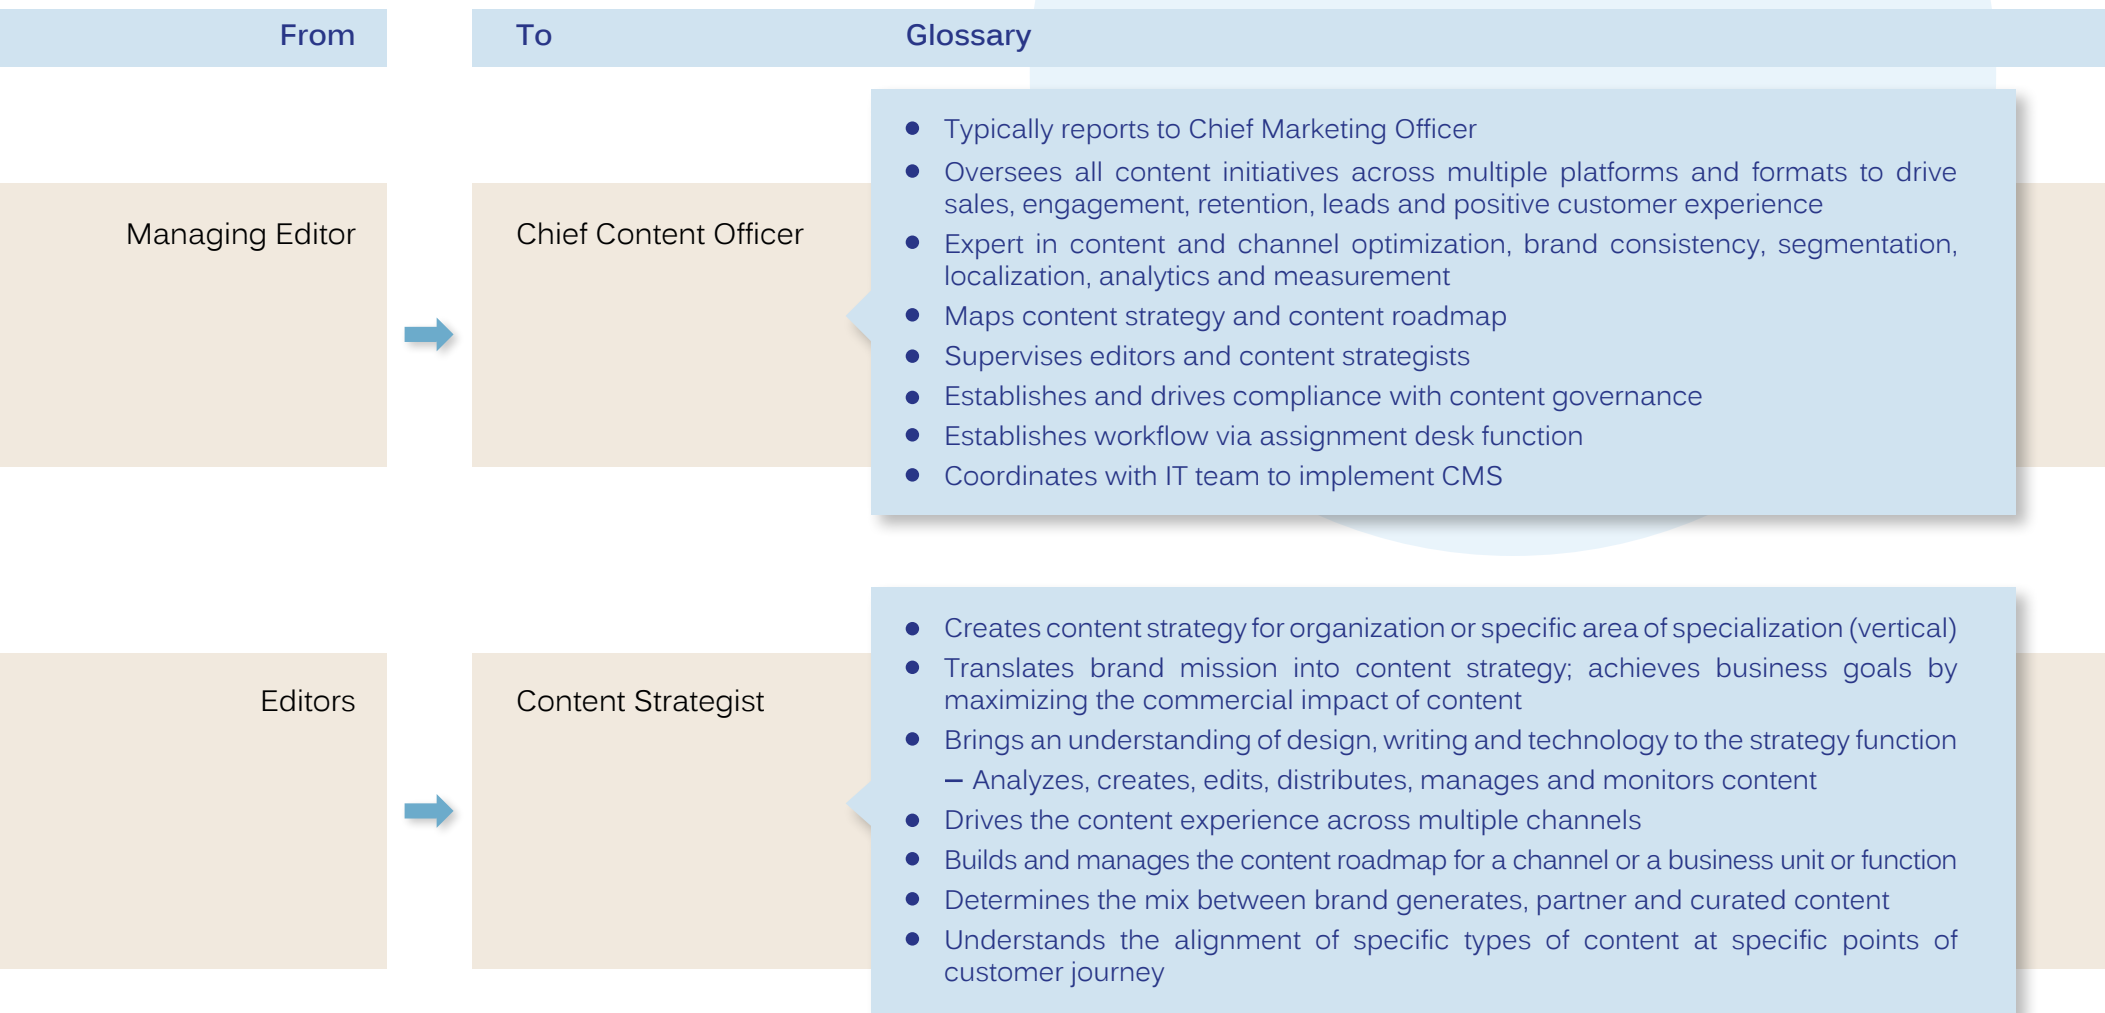 From To Glossary
Managing Editor
Chief Content Officer
• Typically reports to Chief Marketing Officer
• Oversees all content initiatives across multiple platforms and formats to drive
sales, engagement, retention, leads and positive customer experience
• Expert in content and channel optimization, brand consistency, segmentation,
localization, analytics and measurement
• Maps content strategy and content roadmap
• Supervises editors and content strategists
• Establishes and drives compliance with content governance
• Establishes workflow via assignment desk function
• Coordinates with IT team to implement CMS
Editors
Content Strategist
• Creates content strategy for organization or specific area of specialization (vertical)
• Translates brand mission into content strategy; achieves business goals by
maximizing the commercial impact of content
• Brings an understanding of design, writing and technology to the strategy function
– Analyzes, creates, edits, distributes, manages and monitors content
• Drives the content experience across multiple channels
• Builds and manages the content roadmap for a channel or a business unit or function
• Determines the mix between brand generates, partner and curated content
• Understands the alignment of specific types of content at specific points of
customer journey